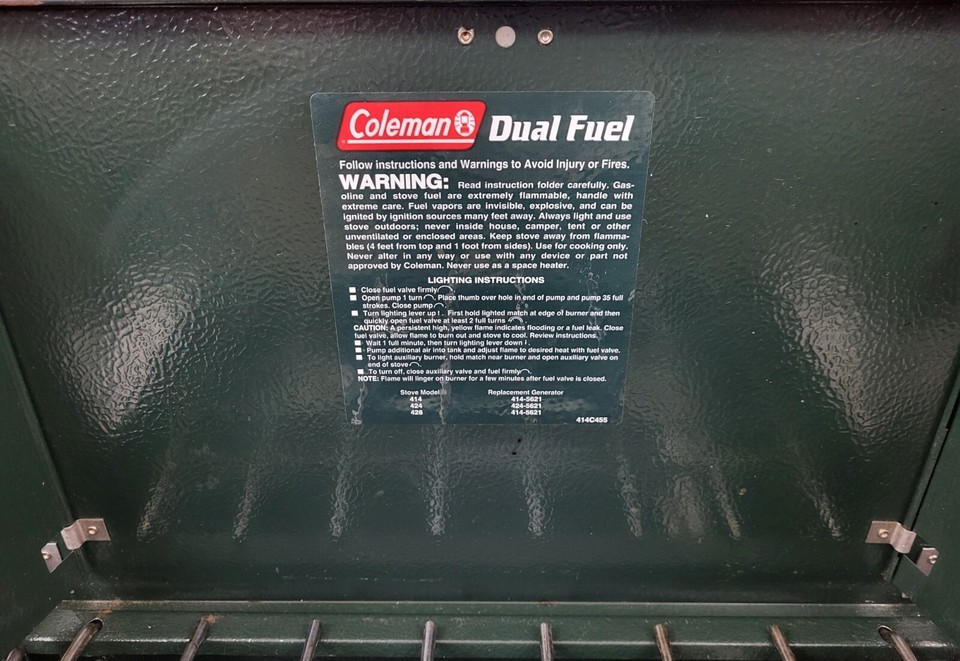 Coleman Dual Fuel
Follow instructions and Warnings to Avoid Injury or Fires.
WARNING: Read instruction folder carefully. Gas-
oline and stove fuel are extremely flammable, handle with
extreme care. Fuel vapors are invisible, explosive, and can be
ignited by ignition sources many feet away. Always light and use
stove outdoors; never inside house, camper, tent or other
unventilated or enclosed areas. Keep stove away from flamma-
bles (4 feet from top and 1 foot from sides). Use for cooking only.
Never alter in any way or use with any device or part not
approved by Coleman. Never use as a space heater.
LIGHTING INSTRUCTIONS
Close fuel valve firmly
Open pump 1 turn. Place thumb over hole in end of pump and pump 35 full
strokes. Close pump.
Turn lighting lever up. First hold lighted match at edge of burner and then
quickly open fuel valve at least 2 full turns
CAUTION: A persistent high, yellow flame indicates flooding or a fuel leak. Close
fuel valve, allow flame to burn out and stove to cool. Review instructions.
Wait 1 full minute, then turn lighting lever down.
Pump additional air into tank and adjust flame to desired heat with fuel valve.
To light auxiliary burner, hold match near burner and open auxiliary valve on
end of stove.
To turn off, close auxiliary valve and fuel firmly.
NOTE: Flame will linger on burner for a few minutes after fuel valve is closed.
Stove Model Replacement Generator
414 414-5621
424 424-5621
428 414-5621
414C455